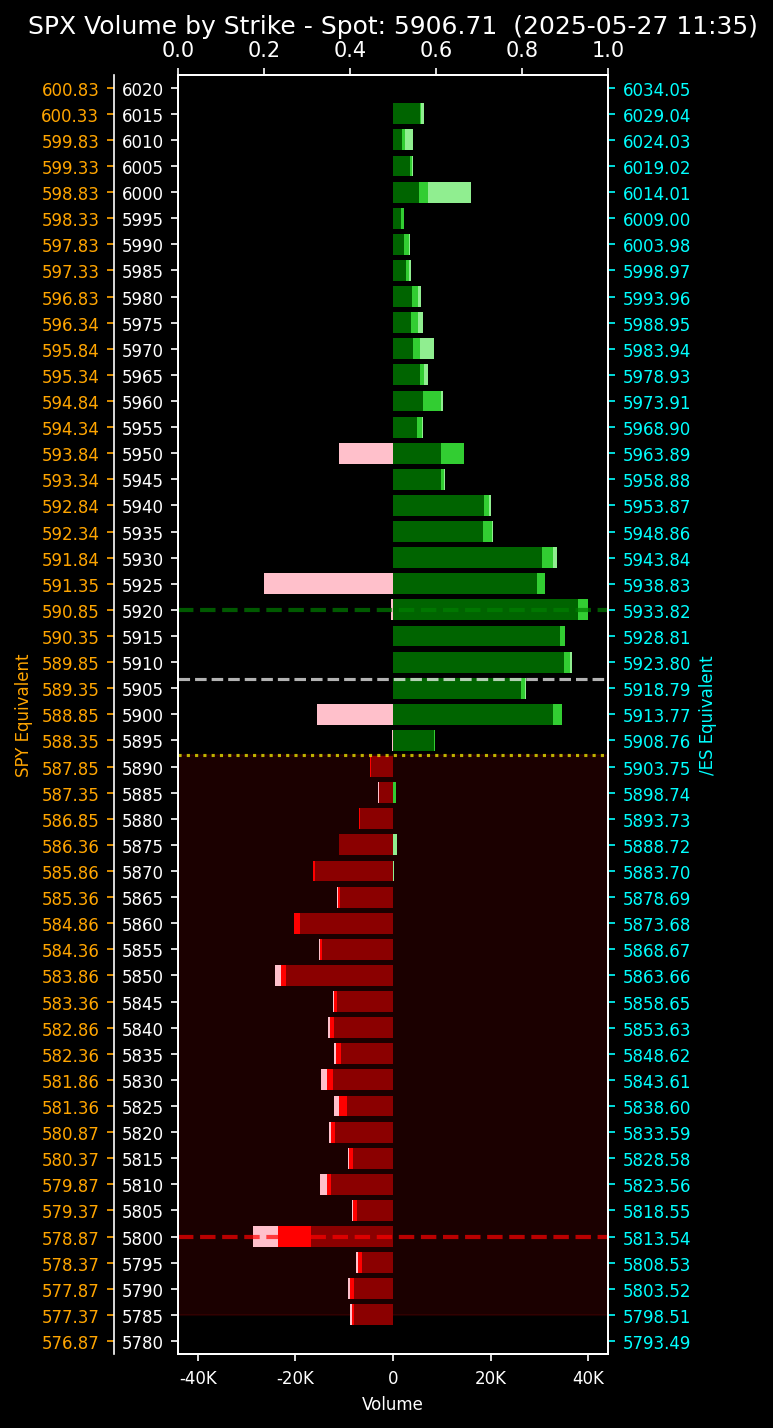 SPX Volume by Strike - Spot: 5906.71 (2025-05-27 11:35)
0.0 0.2 0.4 0.6 0.8 1.0
600.83 6020 6034.05
600.33 6015 6029.04
599.83 6010 6024.03
599.33 6005 6019.02
598.83 6000 6014.01
598.33 5995 6009.00
597.83 5990 6003.98
597.33 5985 5998.97
596.83 5980 5993.96
596.34 5975 5988.95
595.84 5970 5983.94
595.34 5965 5978.93
594.84 5960 5973.91
594.34 5955 5968.90
593.84 5950 5963.89
593.34 5945 5958.88
592.84 5940 5953.87
592.34 5935 5948.86
591.84 5930 5943.84
591.35 5925 5938.83
590.85 5920 5933.82
590.35 5915 5928.81
589.85 5910 5923.80
589.35 5905 5918.79
588.85 5900 5913.77
588.35 5895 5908.76
587.85 5890 5903.75
587.35 5885 5898.74
586.85 5880 5893.73
586.36 5875 5888.72
585.86 5870 5883.70
585.36 5865 5878.69
584.86 5860 5873.68
584.36 5855 5868.67
583.86 5850 5863.66
583.36 5845 5858.65
582.86 5840 5853.63
582.36 5835 5848.62
581.86 5830 5843.61
581.36 5825 5838.60
580.87 5820 5833.59
580.37 5815 5828.58
579.87 5810 5823.56
579.37 5805 5818.55
578.87 5800 5813.54
578.37 5795 5808.53
577.87 5790 5803.52
577.37 5785 5798.51
576.87 5780 5793.49
SPY Equivalent
/ES Equivalent
-40K -20K 0 20K 40K
Volume